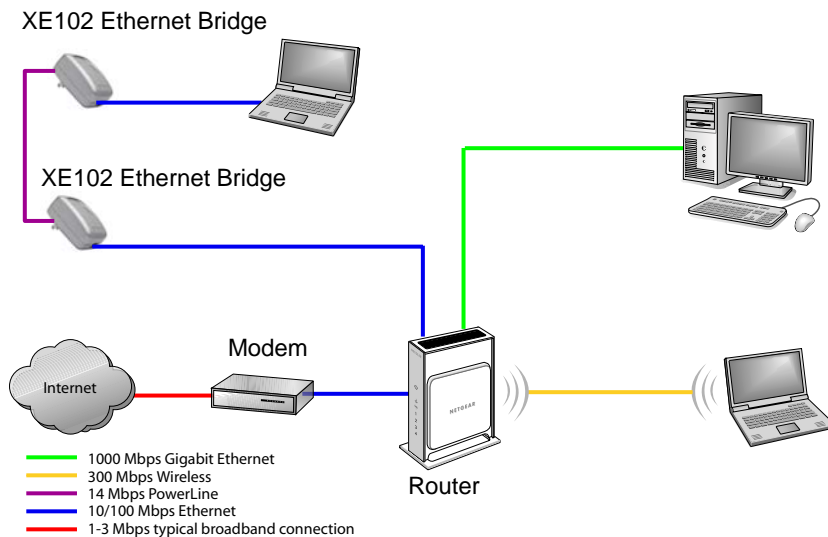 XE102 Ethernet Bridge
XE102 Ethernet Bridge
Modem
Internet
NETGEAR
Router
1000 Mbps Gigabit Ethernet
300 Mbps Wireless
14 Mbps PowerLine
10/100 Mbps Ethernet
1-3 Mbps typical broadband connection